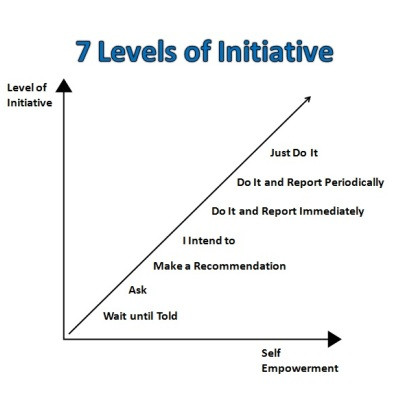 7 Levels of Initiative
Level of
Initiative
Just Do It
Do It and Report Periodically
Do It and Report Immediately
I Intend to
Make a Recommendation
Ask
Wait until Told
Self
Empowerment